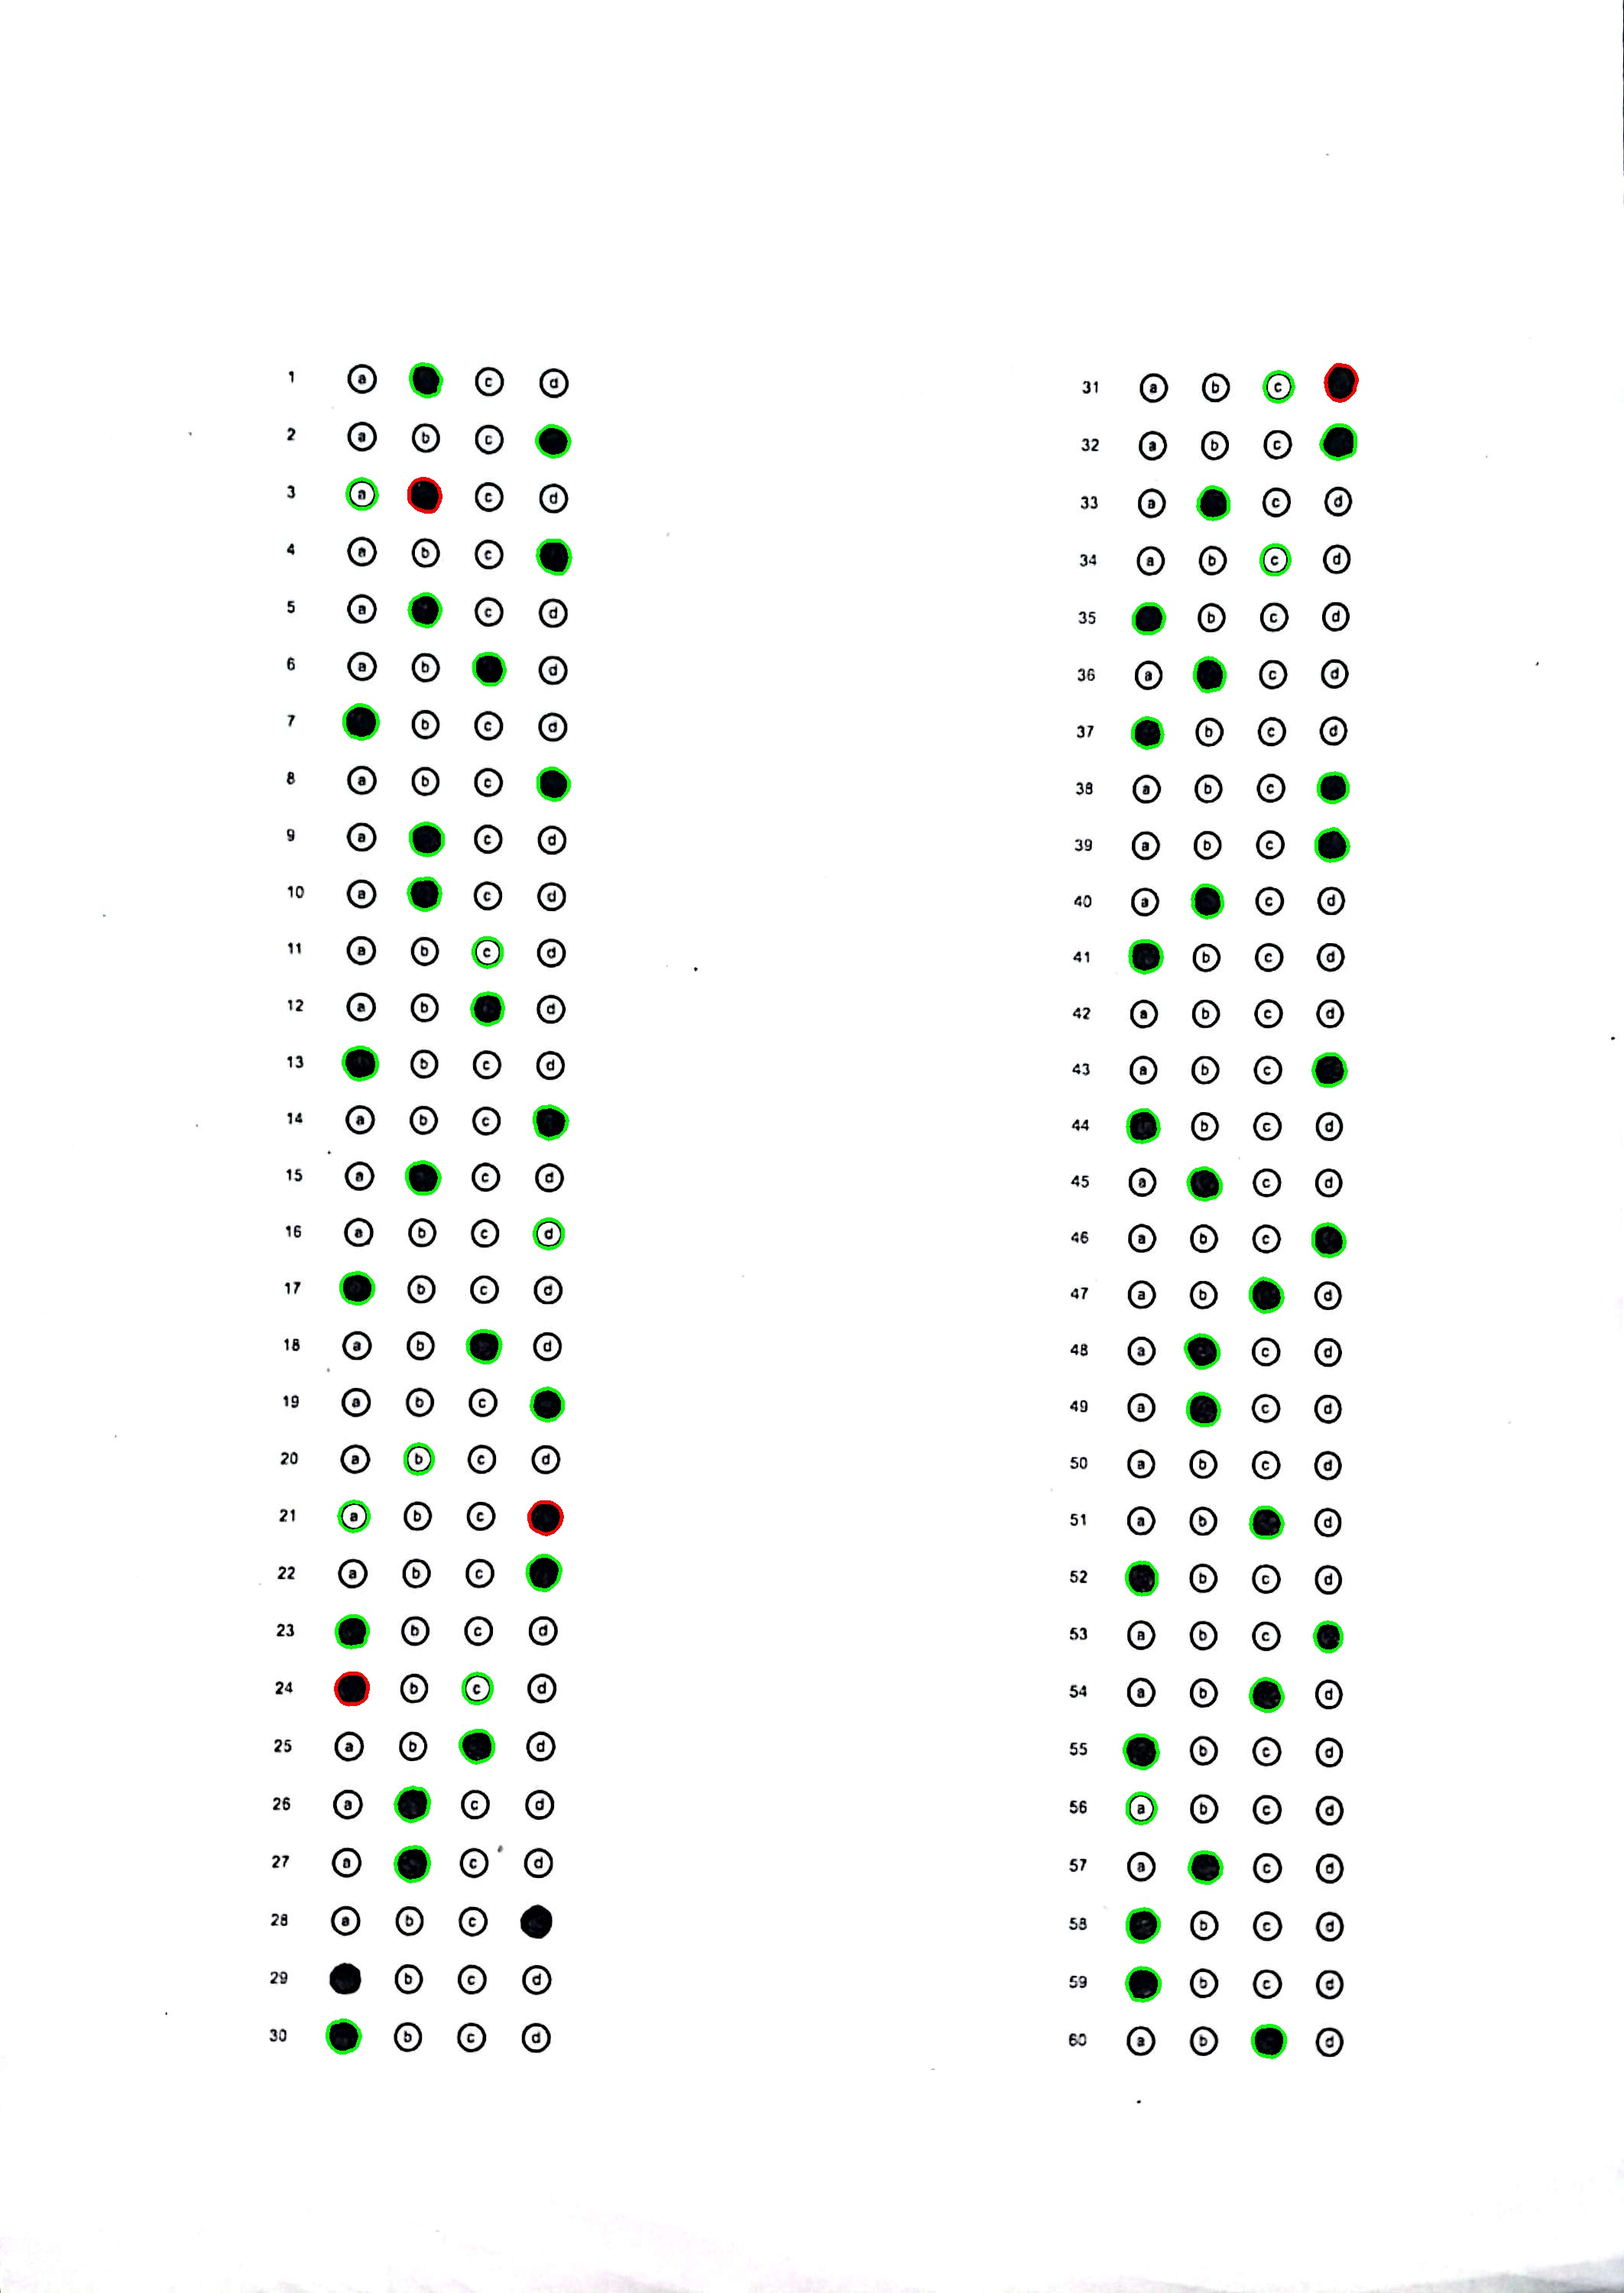 1 a c d
2 a b c
3 a c d
4 a b c
5 a c d
6 a b d
7 b c d
8 a b c
9 a c d
10 a c d
11 a b c d
12 a b d
13 b c d
14 a b c
15 a c d
16 a b c d
17 b c d
18 a b d
19 a b c
20 a b c d
21 a b c
22 a b c
23 b c d
24 b c d
25 a b d
26 a c d
27 a c d
28 a b c
29 b c d
30 b c d
31 a b c
32 a b c
33 a c d
34 a b c d
35 b c d
36 a c d
37 b c d
38 a b c
39 a b c
40 a c d
41 b c d
42 a b c d
43 a b c
44 b c d
45 a c d
46 a b c
47 a b d
48 a c d
49 a c d
50 a b c d
51 a b d
52 b c d
53 a b c
54 a b d
55 b c d
56 a b c d
57 a c d
58 b c d
59 b c d
60 a b d